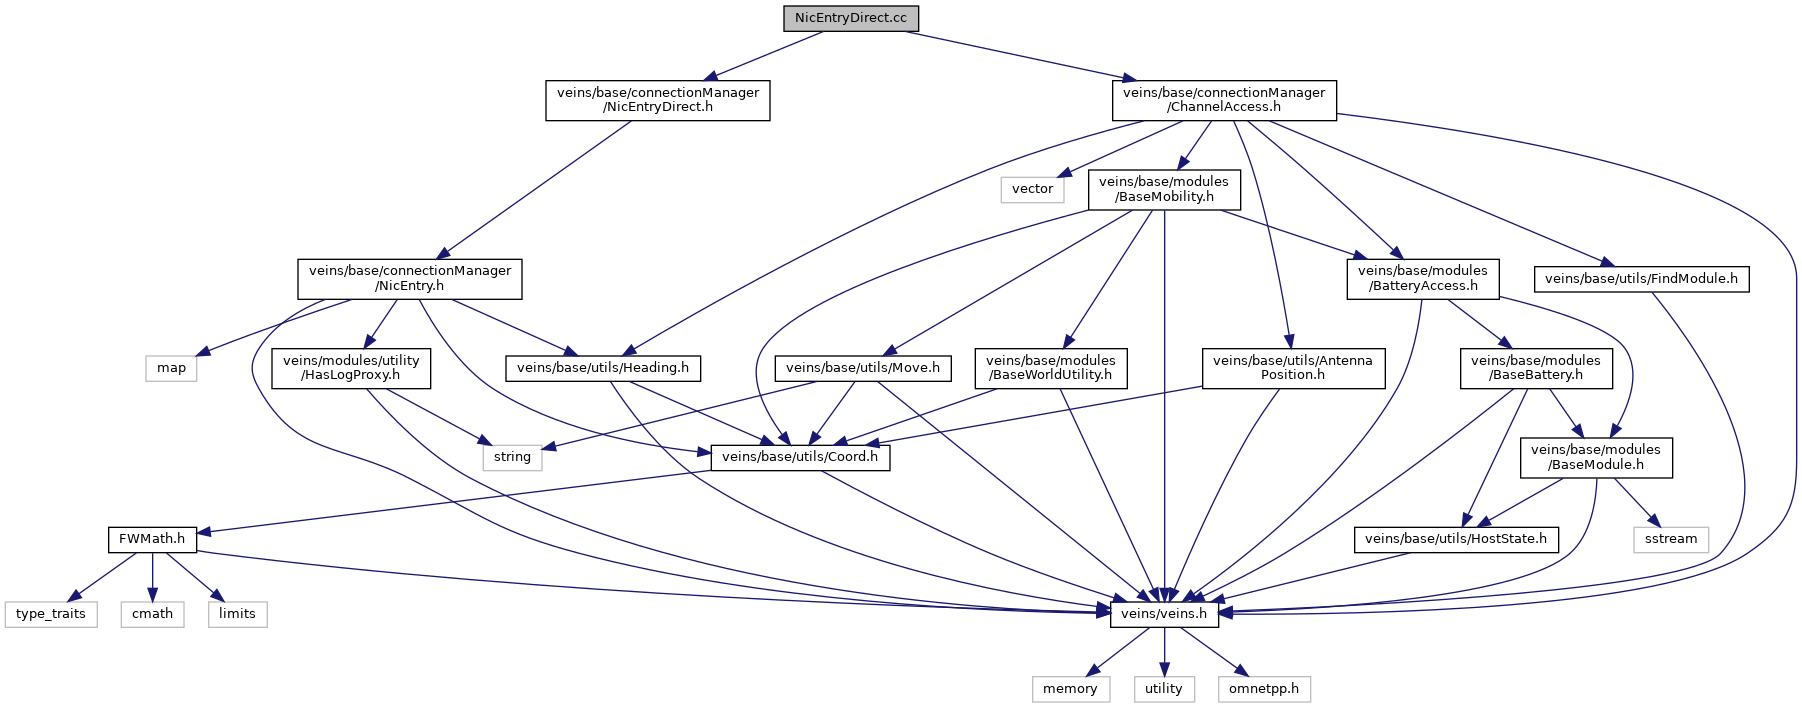 NicEntryDirect.cc
veins/base/connectionManager
/NicEntryDirect.h
veins/base/connectionManager
/ChannelAccess.h
vector
veins/base/modules
/BaseMobility.h
veins/base/connectionManager
/NicEntry.h
veins/base/modules
/BatteryAccess.h
veins/base/utils/FindModule.h
map
veins/modules/utility
/HasLogProxy.h
veins/base/utils/Heading.h
veins/base/utils/Move.h
veins/base/modules
/BaseWorldUtility.h
veins/base/utils/Antenna
Position.h
veins/base/modules
/BaseBattery.h
string
veins/base/utils/Coord.h
veins/base/modules
/BaseModule.h
FWMath.h
veins/base/utils/HostState.h
sstream
type_traits
cmath
limits
veins/veins.h
memory
utility
omnetpp.h